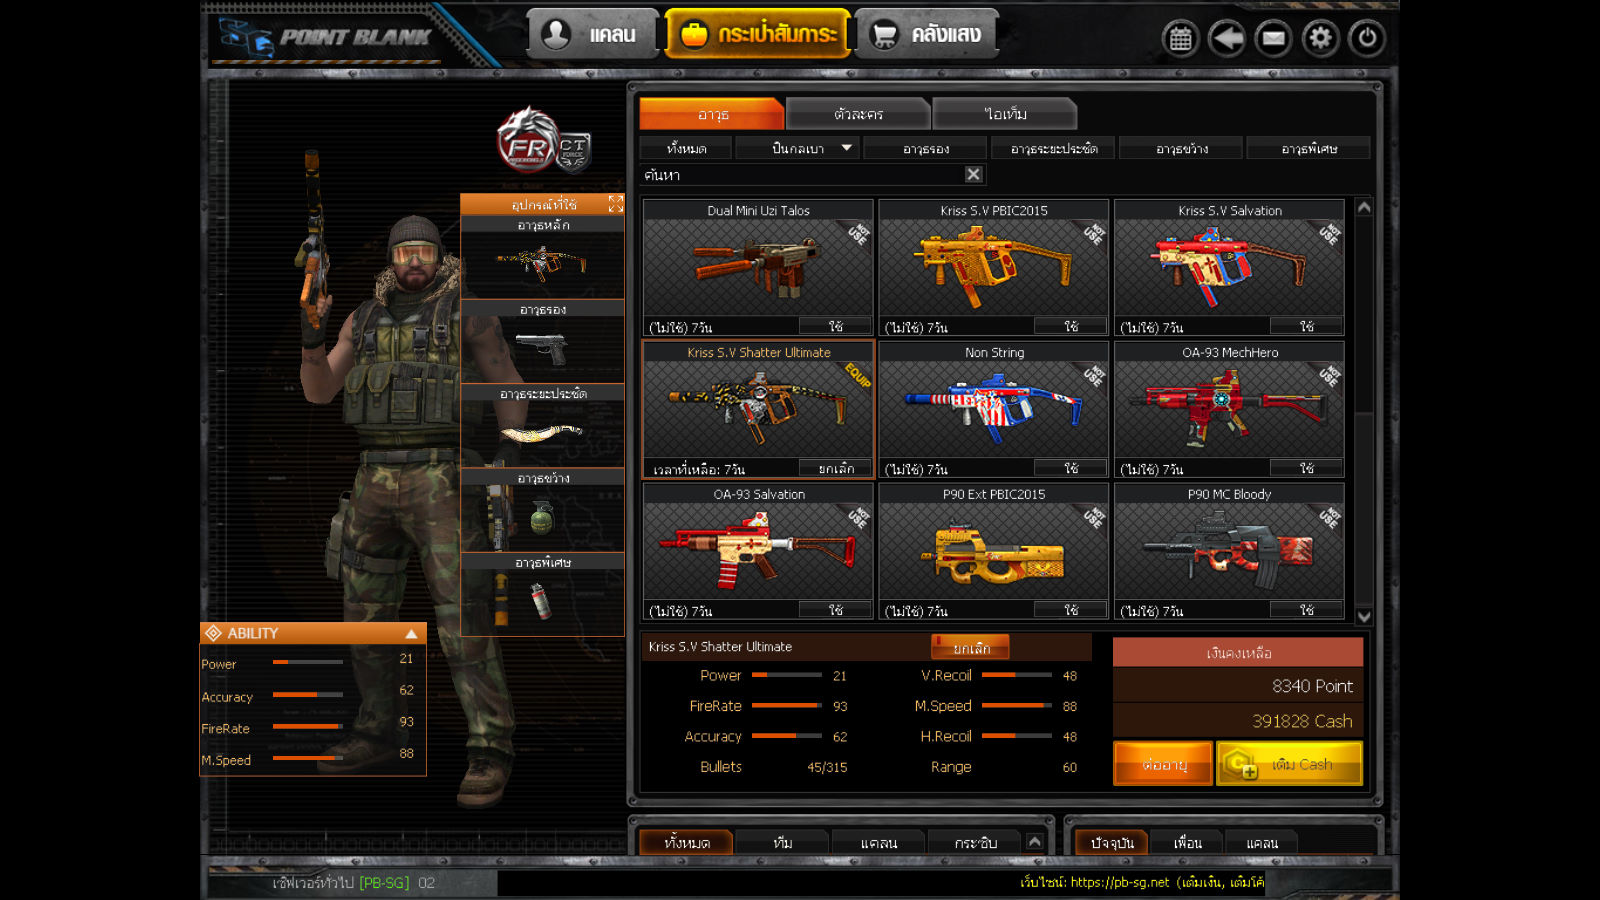 POINT BLANK
แคลน
กระเป๋าสัมภาระ
คลังแสง
FR
CT
FORCE
อาวุธ
ตัวละคร
ไอเท็ม
ทั้งหมด
ปืนกลเบา
อาวุธรอง
อาวุธระยะประชิด
อาวุธขว้าง
อาวุธพิเศษ
ค้นหา
อุปกรณ์ที่ใช้
อาวุธหลัก
อาวุธรอง
อาวุธระยะประชิด
อาวุธขว้าง
อาวุธพิเศษ
Dual Mini Uzi Talos
NOT USE
(ไม่ใช้) 7วัน
ใช้
Kriss S.V PBIC2015
NOT USE
(ไม่ใช้) 7วัน
ใช้
Kriss S.V Salvation
NOT USE
(ไม่ใช้) 7วัน
ใช้
Kriss S.V Shatter Ultimate
EQUIP
เวลาที่เหลือ: 7วัน
ยกเลิก
Non String
NOT USE
(ไม่ใช้) 7วัน
ใช้
OA-93 MechHero
NOT USE
(ไม่ใช้) 7วัน
ใช้
OA-93 Salvation
NOT USE
(ไม่ใช้) 7วัน
ใช้
P90 Ext PBIC2015
NOT USE
(ไม่ใช้) 7วัน
ใช้
P90 MC Bloody
NOT USE
(ไม่ใช้) 7วัน
ใช้
ABILITY
Power 21
Accuracy 62
FireRate 93
M.Speed 88
Kriss S.V Shatter Ultimate
ยกเลิก
Power 21 V.Recoil 48
FireRate 93 M.Speed 88
Accuracy 62 H.Recoil 48
Bullets 45/315 Range 60
เงินคงเหลือ
8340 Point
391828 Cash
ต่ออายุ
เติม Cash
ทั้งหมด
ทีม
แคลน
กระซิบ
ปัจจุบัน
เพื่อน
แคลน
เซิฟเวอร์ทั่วไป [PB-SG] 02
เว็บไซน์: https://pb-sg.net (เติมเงิน, เติมโค้